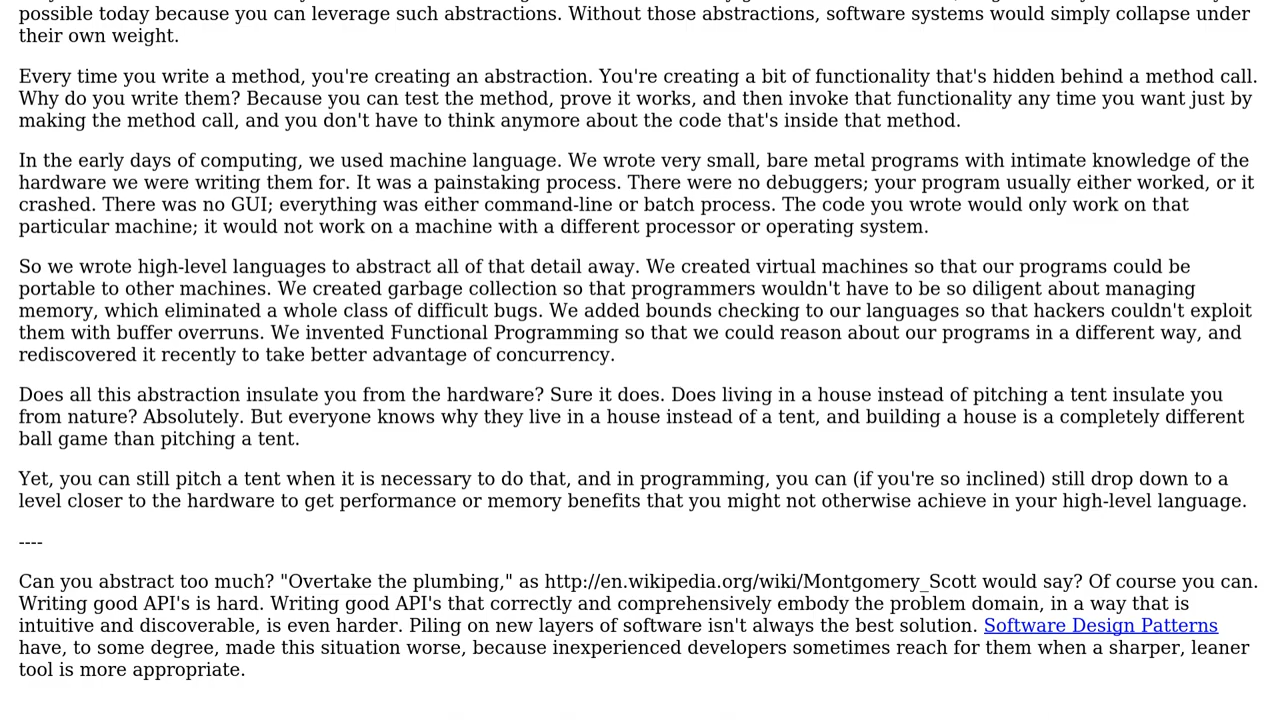 possible today because you can leverage such abstractions. Without those abstractions, software systems would simply collapse under
their own weight.
Every time you write a method, you're creating an abstraction. You're creating a bit of functionality that's hidden behind a method call.
Why do you write them? Because you can test the method, prove it works, and then invoke that functionality any time you want just by
making the method call, and you don't have to think anymore about the code that's inside that method.
In the early days of computing, we used machine language. We wrote very small, bare metal programs with intimate knowledge of the
hardware we were writing them for. It was a painstaking process. There were no debuggers; your program usually either worked, or it
crashed. There was no GUI; everything was either command-line or batch process. The code you wrote would only work on that
particular machine; it would not work on a machine with a different processor or operating system.
So we wrote high-level languages to abstract all of that detail away. We created virtual machines so that our programs could be
portable to other machines. We created garbage collection so that programmers wouldn't have to be so diligent about managing
memory, which eliminated a whole class of difficult bugs. We added bounds checking to our languages so that hackers couldn't exploit
them with buffer overruns. We invented Functional Programming so that we could reason about our programs in a different way, and
rediscovered it recently to take better advantage of concurrency.
Does all this abstraction insulate you from the hardware? Sure it does. Does living in a house instead of pitching a tent insulate you
from nature? Absolutely. But everyone knows why they live in a house instead of a tent, and building a house is a completely different
ball game than pitching a tent.
Yet, you can still pitch a tent when it is necessary to do that, and in programming, you can (if you're so inclined) still drop down to a
level closer to the hardware to get performance or memory benefits that you might not otherwise achieve in your high-level language.
----
Can you abstract too much? "Overtake the plumbing," as http://en.wikipedia.org/wiki/Montgomery_Scott would say? Of course you can.
Writing good API's is hard. Writing good API's that correctly and comprehensively embody the problem domain, in a way that is
intuitive and discoverable, is even harder. Piling on new layers of software isn't always the best solution. Software Design Patterns
have, to some degree, made this situation worse, because inexperienced developers sometimes reach for them when a sharper, leaner
tool is more appropriate.